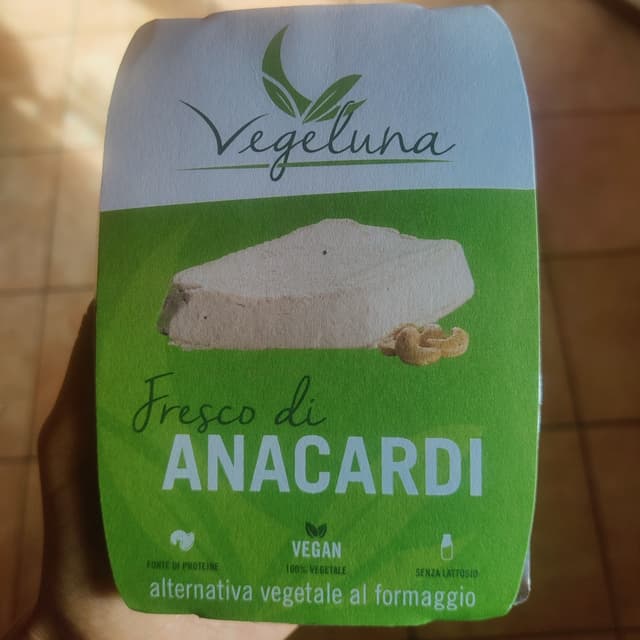 Vegeluna
Fresco di
ANACARDI
FONTE DI PROTEINE
VEGAN
100% VEGETALE
SENZA LATTOSIO
alternativa vegetale al formaggio